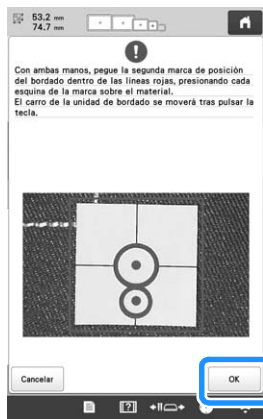 53.2 mm
74.7 mm
Con ambas manos, pegue la segunda marca de posición
del bordado dentro de las líneas rojas, presionando cada
esquina de la marca sobre el material.
El carro de la unidad de bordado se moverá tras pulsar la
tecla.
Cancelar
OK